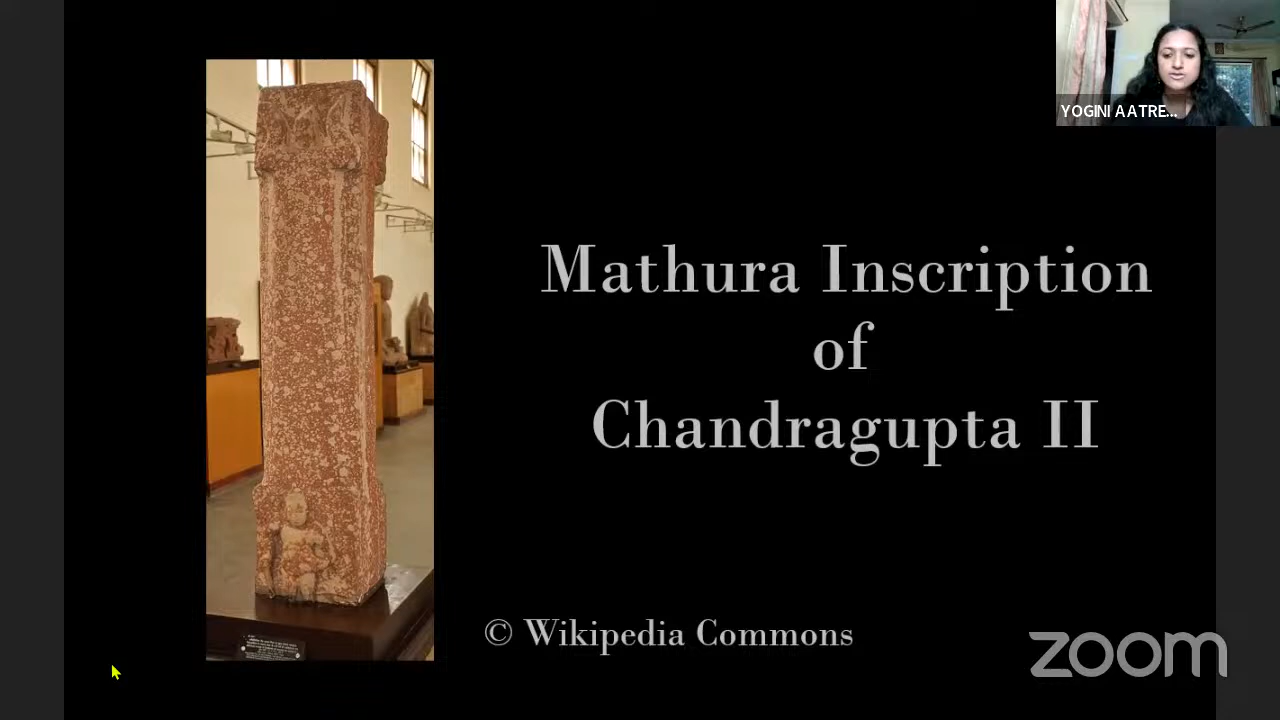 YOGINI AATRE...
Mathura Inscription
of
Chandragupta II
© Wikipedia Commons
zoom